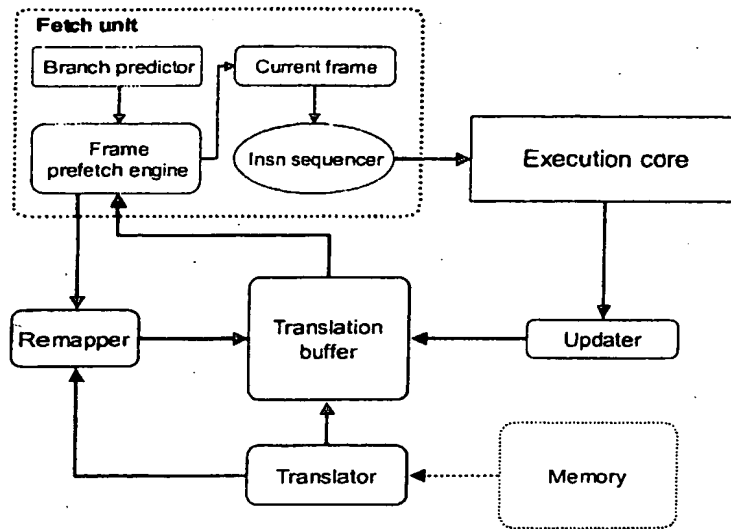 Fetch unit
Branch predictor
Current frame
Frame
prefetch engine
Insn sequencer
Execution core
Remapper
Translation
buffer
Updater
Translator
Memory